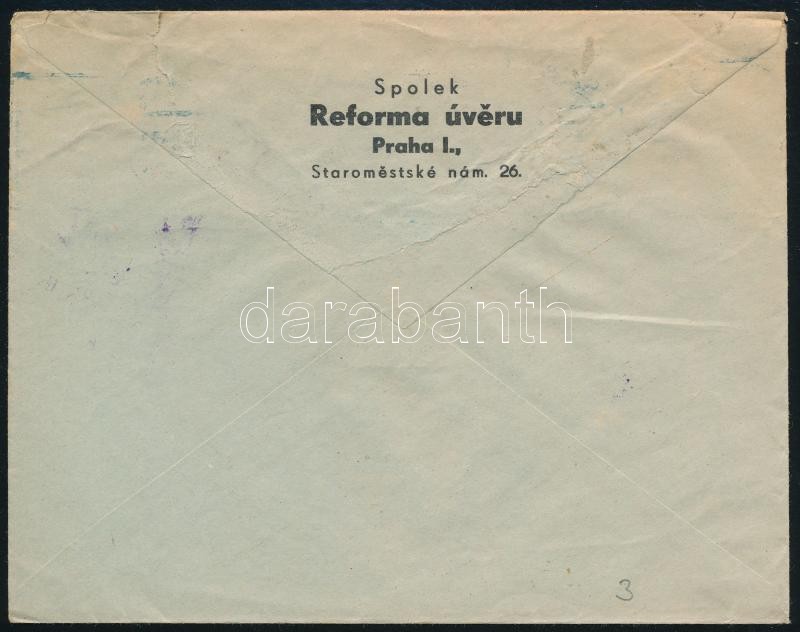 Spolek
Reforma úvěru
Praha I.,
Staroměstské nám. 26.
darabanth
3